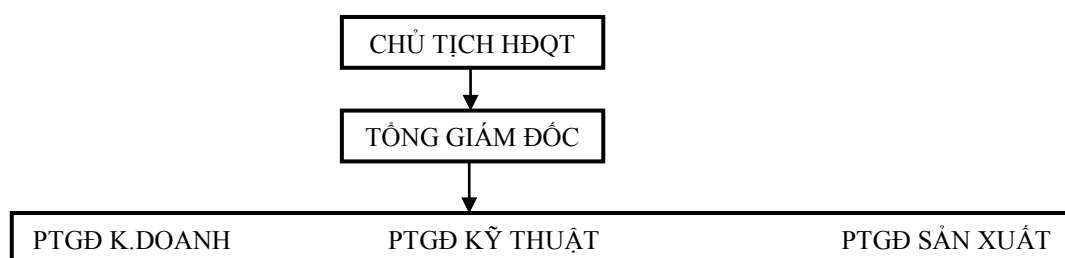 CHỦ TỊCH HĐQT
TỔNG GIÁM ĐỐC
PTGĐ K.DOANH PTGĐ KỸ THUẬT PTGĐ SẢN XUẤT